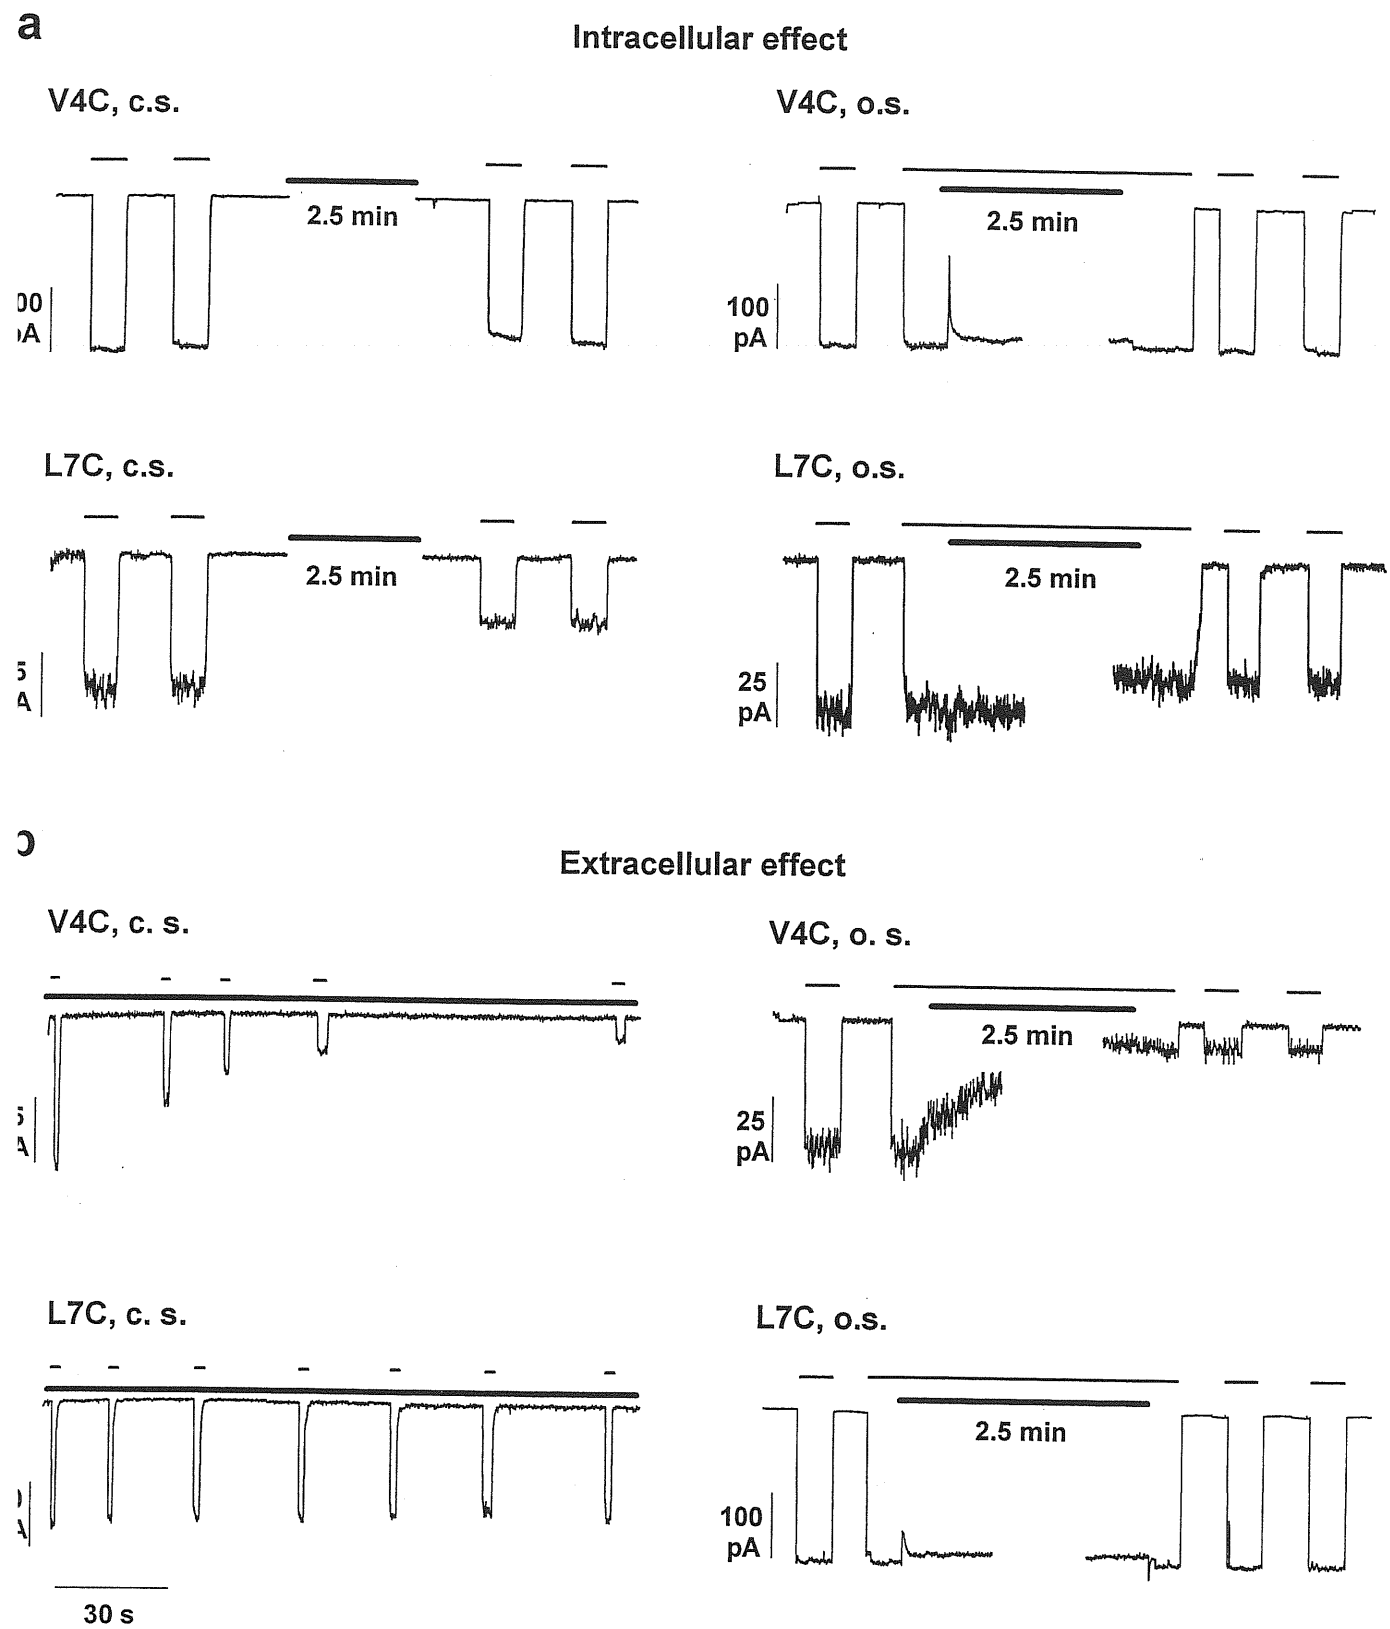 a
Intracellular effect
V4C, c.s.
V4C, o.s.
2.5 min
2.5 min
00
100
pA
L7C, c.s.
L7C, o.s.
2.5 min
2.5 min
25
pA
Extracellular effect
V4C, c. s.
V4C, o. s.
2.5 min
25
pA
L7C, c. s.
L7C, o.s.
2.5 min
100
pA
30 s